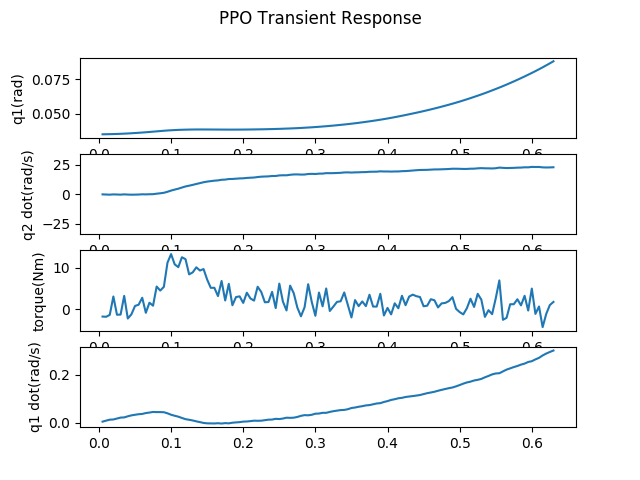 PPO Transient Response
q1(rad)
0.075
0.050
0.0 0.1 0.2 0.3 0.4 0.5 0.6
q2 dot(rad/s)
25
0
−25
0.0 0.1 0.2 0.3 0.4 0.5 0.6
torque(Nm)
10
0
0.0 0.1 0.2 0.3 0.4 0.5 0.6
q1 dot(rad/s)
0.2
0.0
0.0 0.1 0.2 0.3 0.4 0.5 0.6